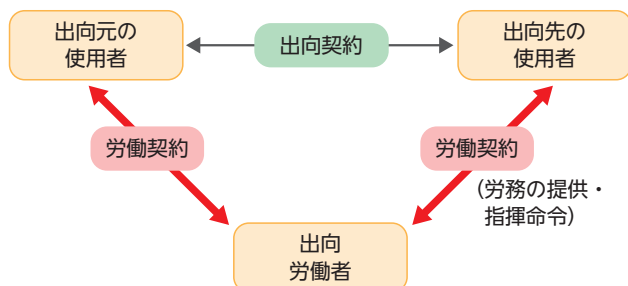 出向元の
使用者
出向契約
出向先の
使用者
労働契約
労働契約
（労務の提供・
指揮命令）
出向
労働者